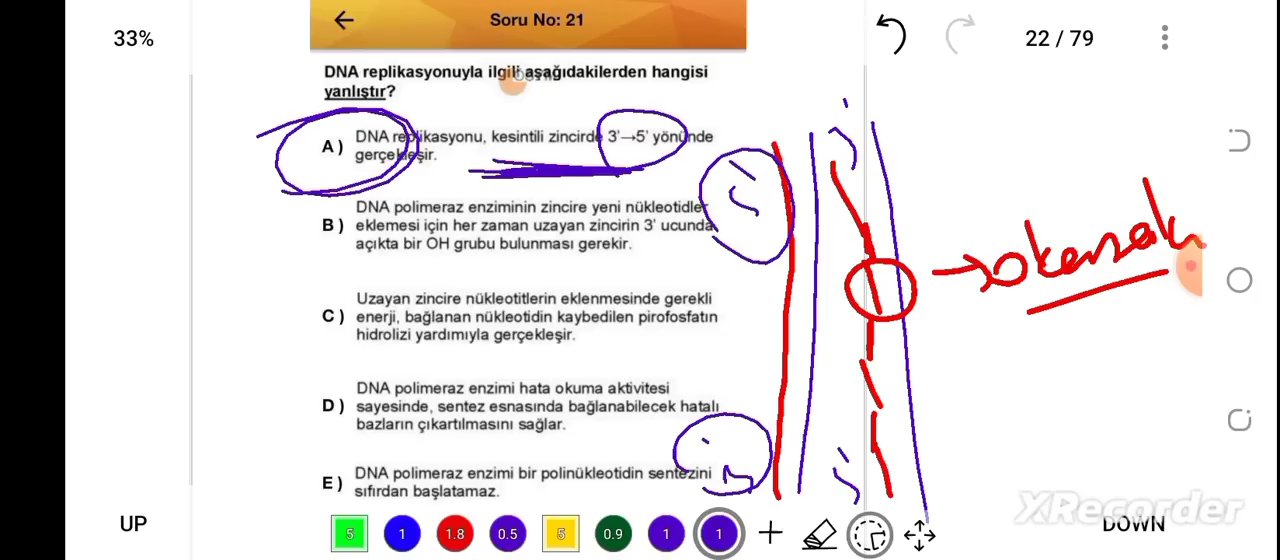 33%
←
Soru No: 21
22 / 79
DNA replikasyonuyla ilgili aşağıdakilerden hangisi
yanlıştır?
A) DNA replikasyonu, kesintili zincirde 3'→5' yönünde
gerçekleşir.
B) DNA polimeraz enziminin zincire yeni nükleotidler
eklemesi için her zaman uzayan zincirin 3' ucunda
açıkta bir OH grubu bulunması gerekir.
C) Uzayan zincire nükleotitlerin eklenmesinde gerekli
enerji, bağlanan nükleotidin kaybedilen pirofosfatın
hidrolizi yardımıyla gerçekleşir.
D) DNA polimeraz enzimi hata okuma aktivitesi
sayesinde, sentez esnasında bağlanabilecek hatalı
bazların çıkartılmasını sağlar.
E) DNA polimeraz enzimi bir polinükleotidin sentezini
sıfırdan başlatamaz.
UP
5 1 1.8 0.5 5 0.9 1 1
DOWN
XRecorder